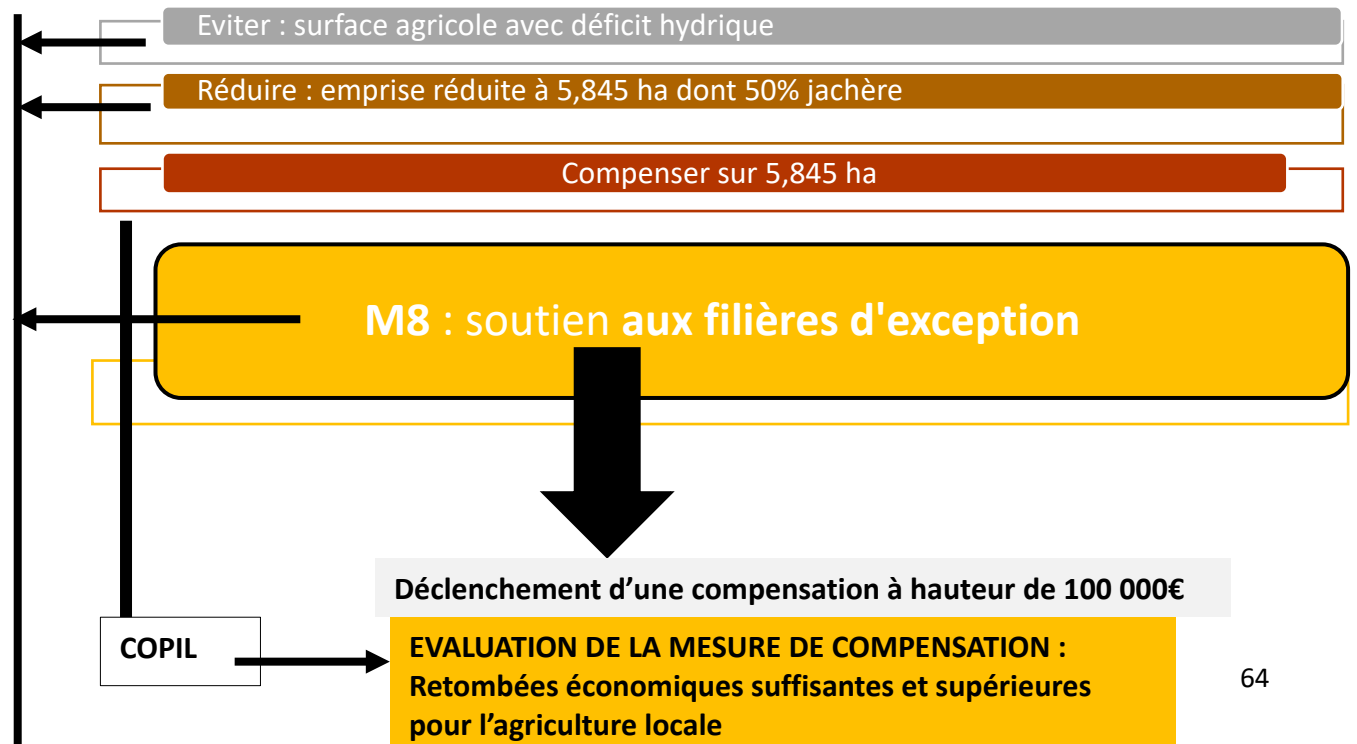 Eviter : surface agricole avec déficit hydrique
Réduire : emprise réduite à 5,845 ha dont 50% jachère
Compenser sur 5,845 ha
M8 : soutien aux filières d'exception
Déclenchement d’une compensation à hauteur de 100 000€
COPIL
EVALUATION DE LA MESURE DE COMPENSATION :
Retombées économiques suffisantes et supérieures
pour l’agriculture locale
64